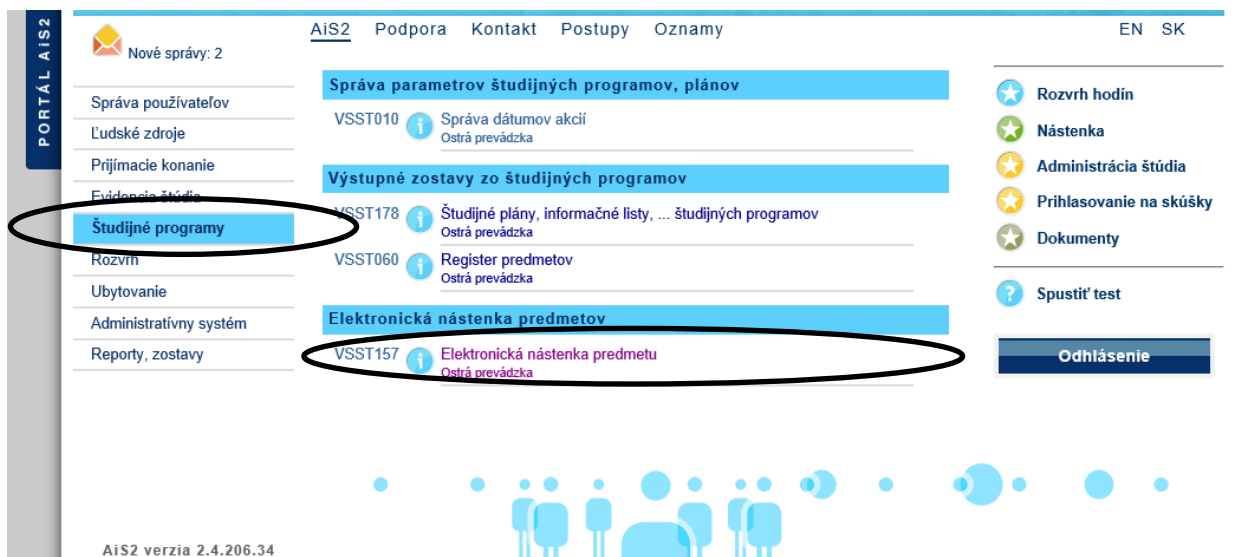 PORTÁL AiS2
Nové správy: 2
Správa používateľov
Ľudské zdroje
Prijímacie konanie
Evidencia štúdia
Študijné programy
Rozvrh
Ubytovanie
Administratívny systém
Reporty, zostavy
AiS2 verzia 2.4.206.34
AiS2 Podpora Kontakt Postupy Oznamy
Správa parametrov študijných programov, plánov
VSST010 Správa dátumov akcií
Ostrá prevádzka
Výstupné zostavy zo študijných programov
VSST178 Študijné plány, informačné listy, ... študijných programov
Ostrá prevádzka
VSST060 Register predmetov
Ostrá prevádzka
Elektronická nástenka predmetov
VSST157 Elektronická nástenka predmetu
Ostrá prevádzka
EN SK
Rozvrh hodín
Nástenka
Administrácia štúdia
Prihlasovanie na skúšky
Dokumenty
Spustiť test
Odhlásenie